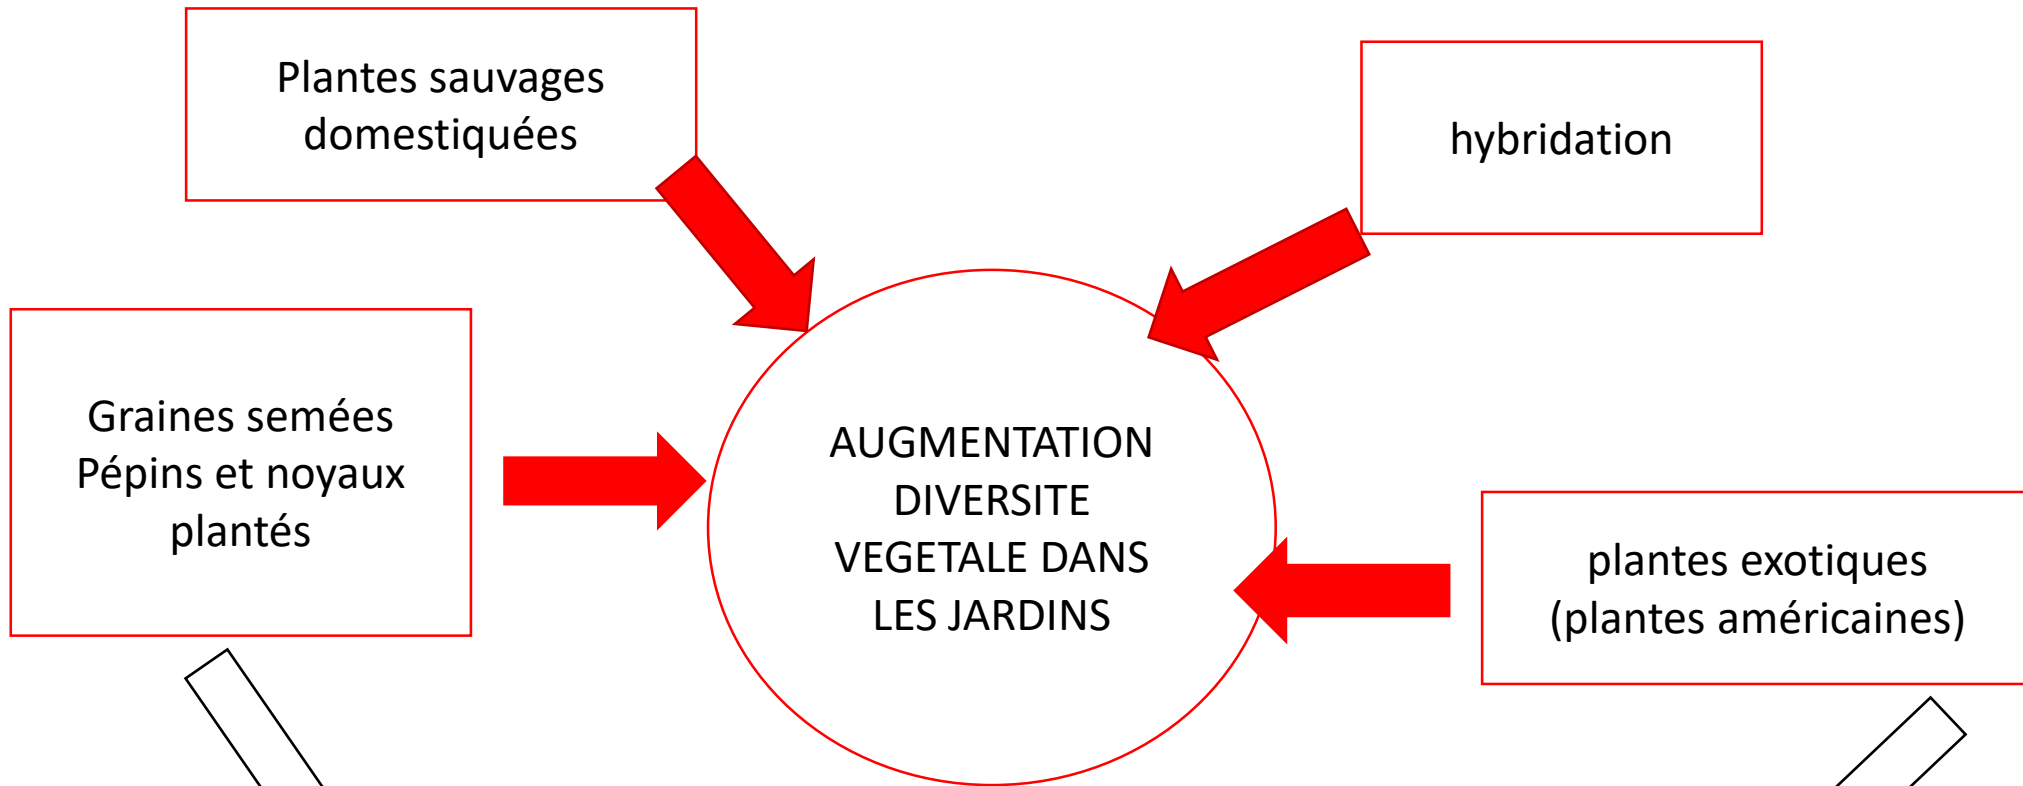 Plantes sauvages
domestiquées
hybridation
Graines semées
Pépins et noyaux
plantés
AUGMENTATION
DIVERSITE
VEGETALE DANS
LES JARDINS
plantes exotiques
(plantes américaines)